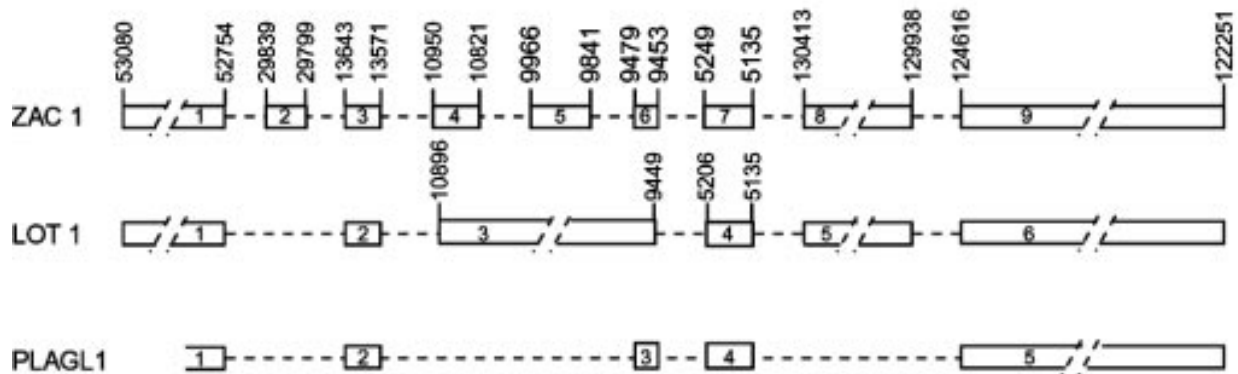 53080 52754 29839 29799 13643 13571 10950 10821 9966 9841 9479 9453 5249 5135 130413 129938 124616 122251
ZAC 1 1 2 3 4 5 6 7 8 9
10896 9449 5206 5135
LOT 1 1 2 3 4 5 6
PLAGL1 1 2 3 4 5